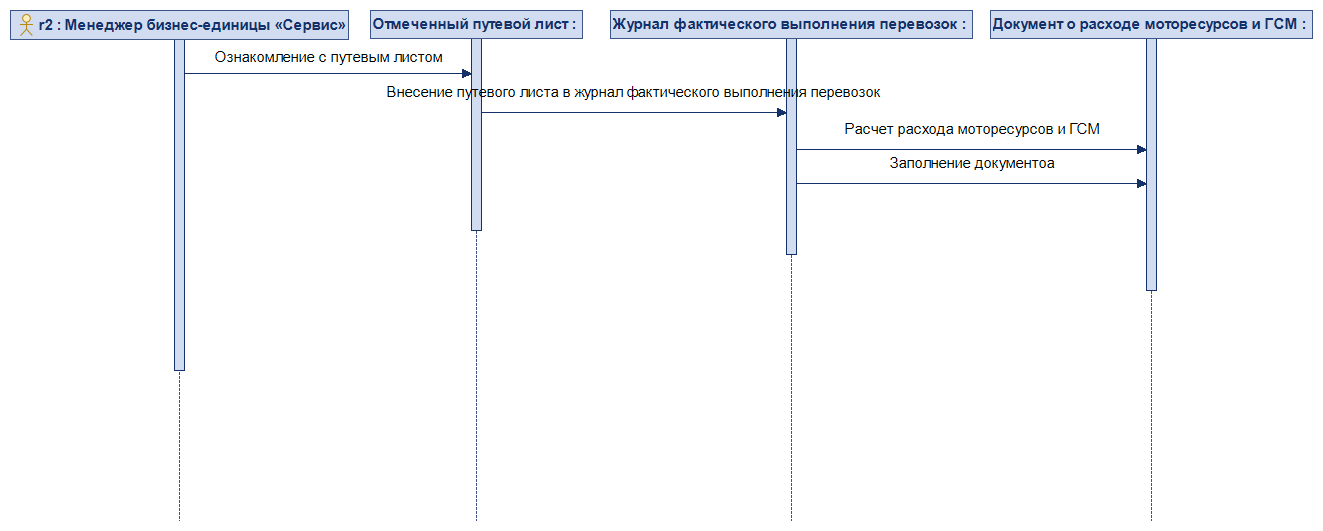 r2 : Менеджер бизнес-единицы «Сервис»
Отмеченный путевой лист :
Журнал фактического выполнения перевозок :
Документ о расходе моторесурсов и ГСМ :
Ознакомление с путевым листом
Внесение путевого листа в журнал фактического выполнения перевозок
Расчет расхода моторесурсов и ГСМ
Заполнение документоа